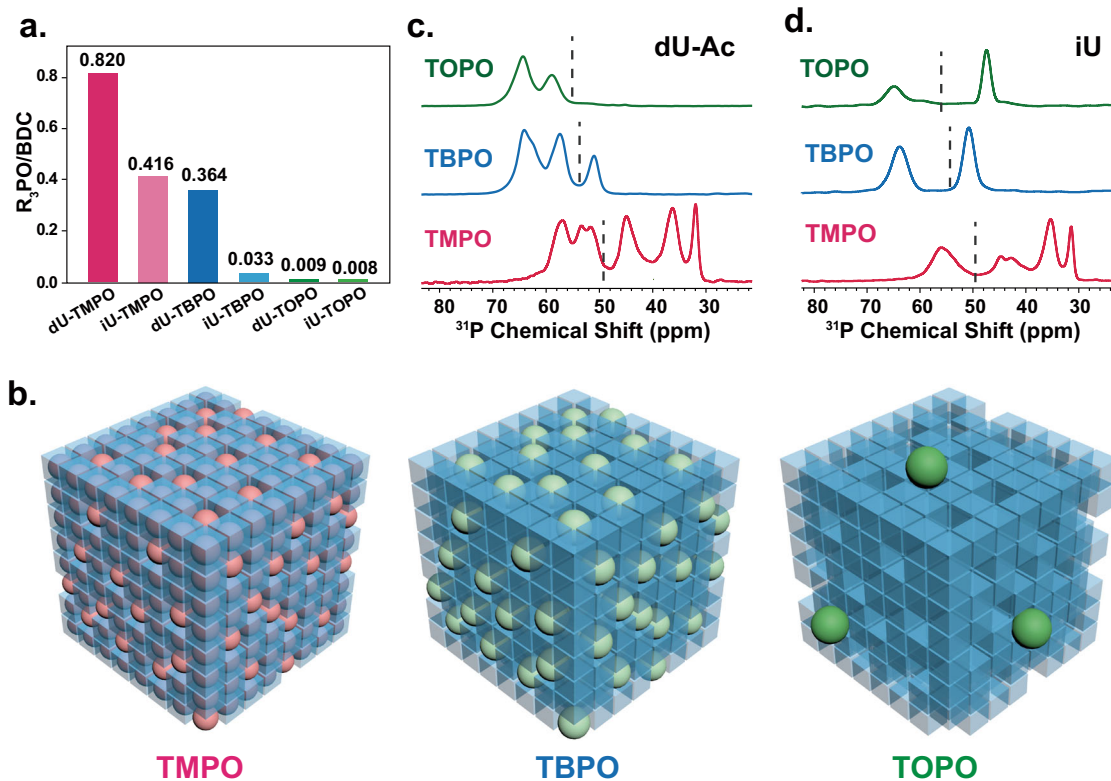 a.
R₃PO/BDC
0.8
0.6
0.4
0.2
0.0
0.820
0.416
0.364
0.033
0.009
0.008
dU-TMPO
iU-TMPO
dU-TBPO
iU-TBPO
dU-TOPO
iU-TOPO
c.
dU-Ac
TOPO
TBPO
TMPO
80 70 60 50 40 30
³¹P Chemical Shift (ppm)
d.
iU
TOPO
TBPO
TMPO
80 70 60 50 40 30
³¹P Chemical Shift (ppm)
b.
TMPO
TBPO
TOPO